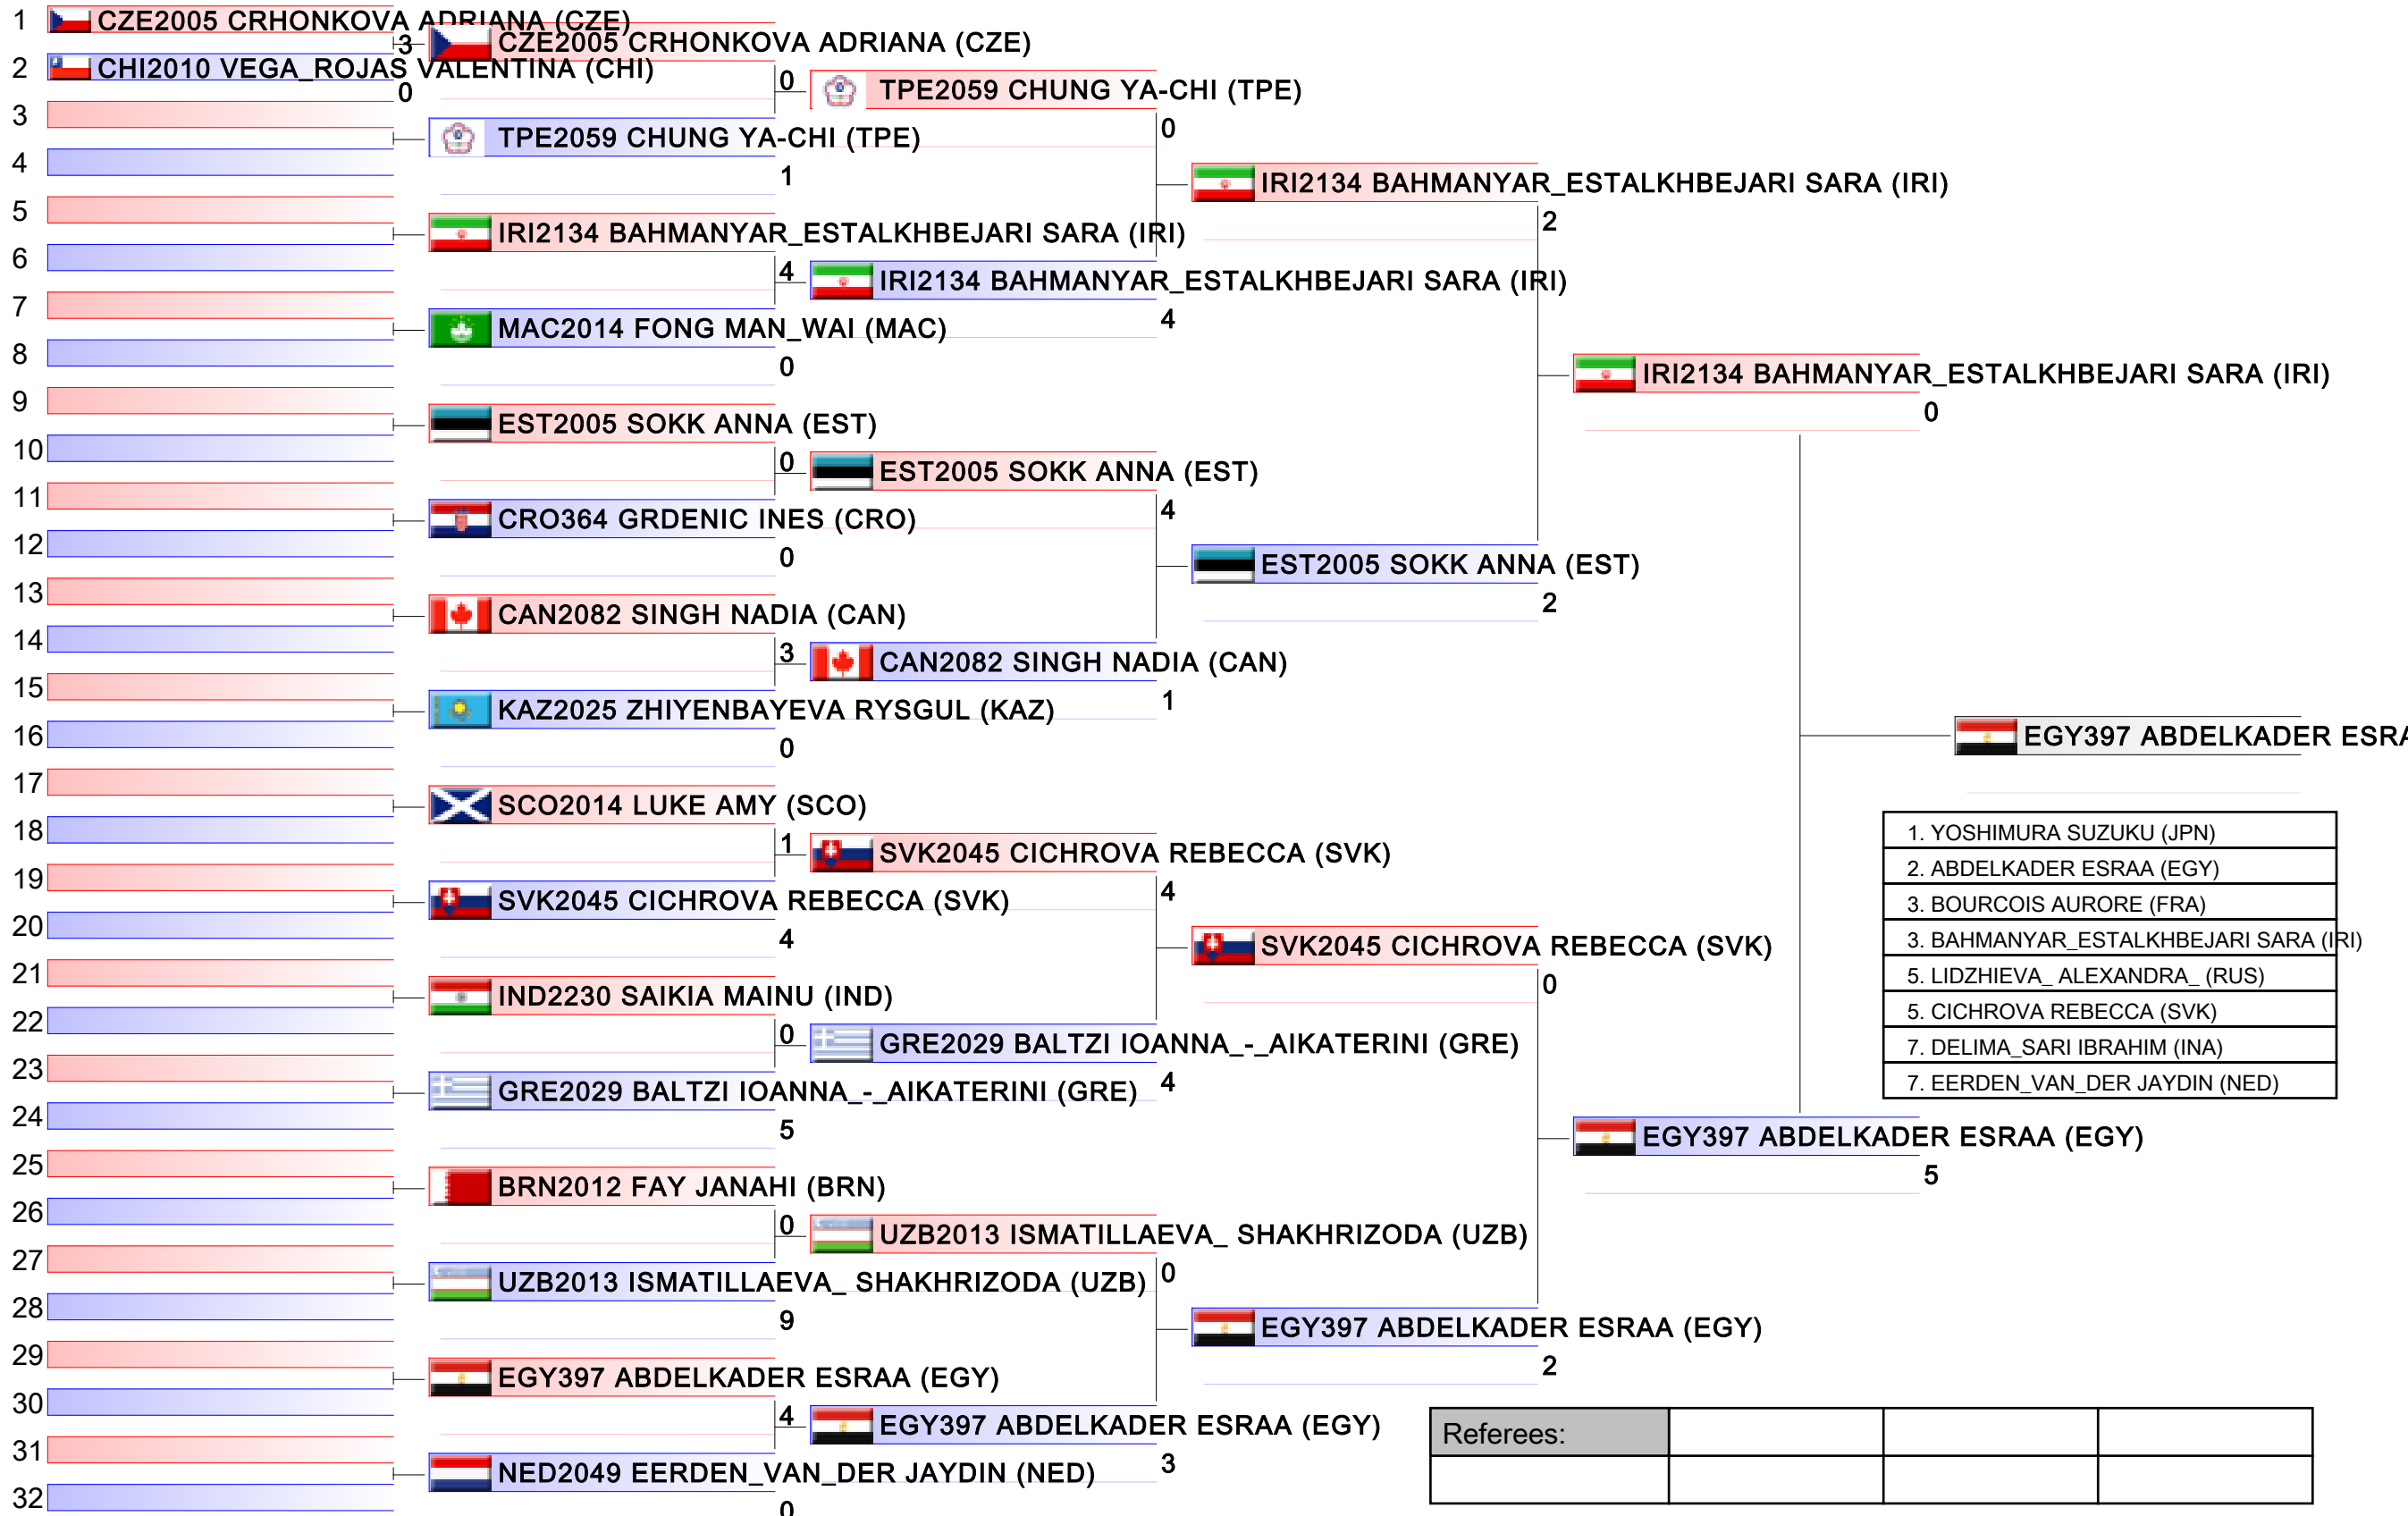 1 CZE2005 CRHONKOVA ADRIANA (CZE)
3 CZE2005 CRHONKOVA ADRIANA (CZE)
2 CHI2010 VEGA_ROJAS VALENTINA (CHI)
0
0 TPE2059 CHUNG YA-CHI (TPE)
3
0
TPE2059 CHUNG YA-CHI (TPE)
4
1
IRI2134 BAHMANYAR_ESTALKHBEJARI SARA (IRI)
5
2
IRI2134 BAHMANYAR_ESTALKHBEJARI SARA (IRI)
6
4 IRI2134 BAHMANYAR_ESTALKHBEJARI SARA (IRI)
7
4
MAC2014 FONG MAN_WAI (MAC)
8
0
IRI2134 BAHMANYAR_ESTALKHBEJARI SARA (IRI)
9
0
EST2005 SOKK ANNA (EST)
10
0 EST2005 SOKK ANNA (EST)
11
4
CRO364 GRDENIC INES (CRO)
12
0
EST2005 SOKK ANNA (EST)
13
2
CAN2082 SINGH NADIA (CAN)
14
3 CAN2082 SINGH NADIA (CAN)
15
1
KAZ2025 ZHIYENBAYEVA RYSGUL (KAZ)
16
0
EGY397 ABDELKADER ESRA
17
SCO2014 LUKE AMY (SCO)
18
1 SVK2045 CICHROVA REBECCA (SVK)
1. YOSHIMURA SUZUKU (JPN)
2. ABDELKADER ESRAA (EGY)
19
4
SVK2045 CICHROVA REBECCA (SVK)
3. BOURCOIS AURORE (FRA)
20
4
SVK2045 CICHROVA REBECCA (SVK)
3. BAHMANYAR_ESTALKHBEJARI SARA (IRI)
21
0
5. LIDZHIEVA_ ALEXANDRA_ (RUS)
IND2230 SAIKIA MAINU (IND)
5. CICHROVA REBECCA (SVK)
22
0 GRE2029 BALTZI IOANNA_-_AIKATERINI (GRE)
7. DELIMA_SARI IBRAHIM (INA)
23
4
7. EERDEN_VAN_DER JAYDIN (NED)
GRE2029 BALTZI IOANNA_-_AIKATERINI (GRE)
24
5
EGY397 ABDELKADER ESRAA (EGY)
25
5
BRN2012 FAY JANAHI (BRN)
26
0 UZB2013 ISMATILLAEVA_ SHAKHRIZODA (UZB)
27
0
UZB2013 ISMATILLAEVA_ SHAKHRIZODA (UZB)
28
9
EGY397 ABDELKADER ESRAA (EGY)
29
2
EGY397 ABDELKADER ESRAA (EGY)
30
4 EGY397 ABDELKADER ESRAA (EGY)
Referees:
31
3
NED2049 EERDEN_VAN_DER JAYDIN (NED)
32
0